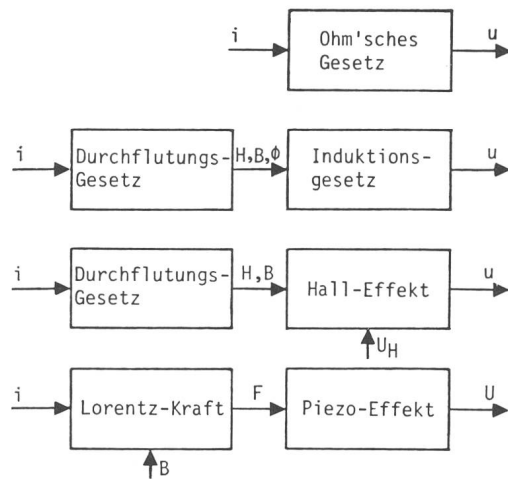 i
Ohm'sches
Gesetz
u
i
Durchflutungs-
Gesetz
H,B,ϕ
Induktions-
gesetz
u
i
Durchflutungs-
Gesetz
H,B
Hall-Effekt
u
U_H
i
Lorentz-Kraft
F
Piezo-Effekt
U
B